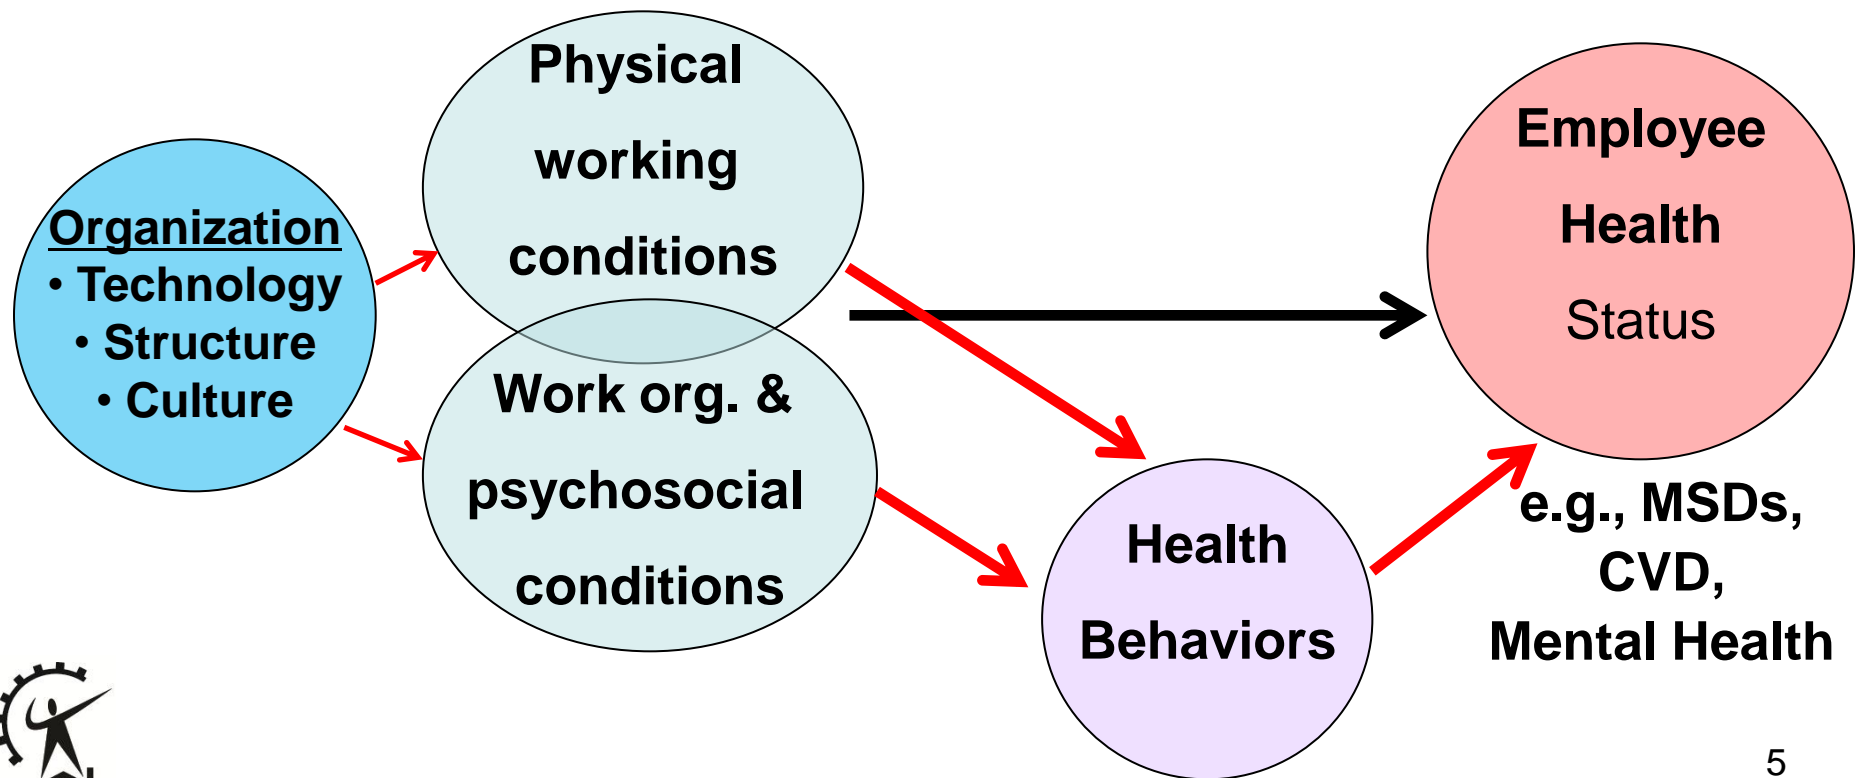 Organization
• Technology
• Structure
• Culture
Physical
working
conditions
Work org. &
psychosocial
conditions
Health
Behaviors
Employee
Health
Status
e.g., MSDs,
CVD,
Mental Health
5